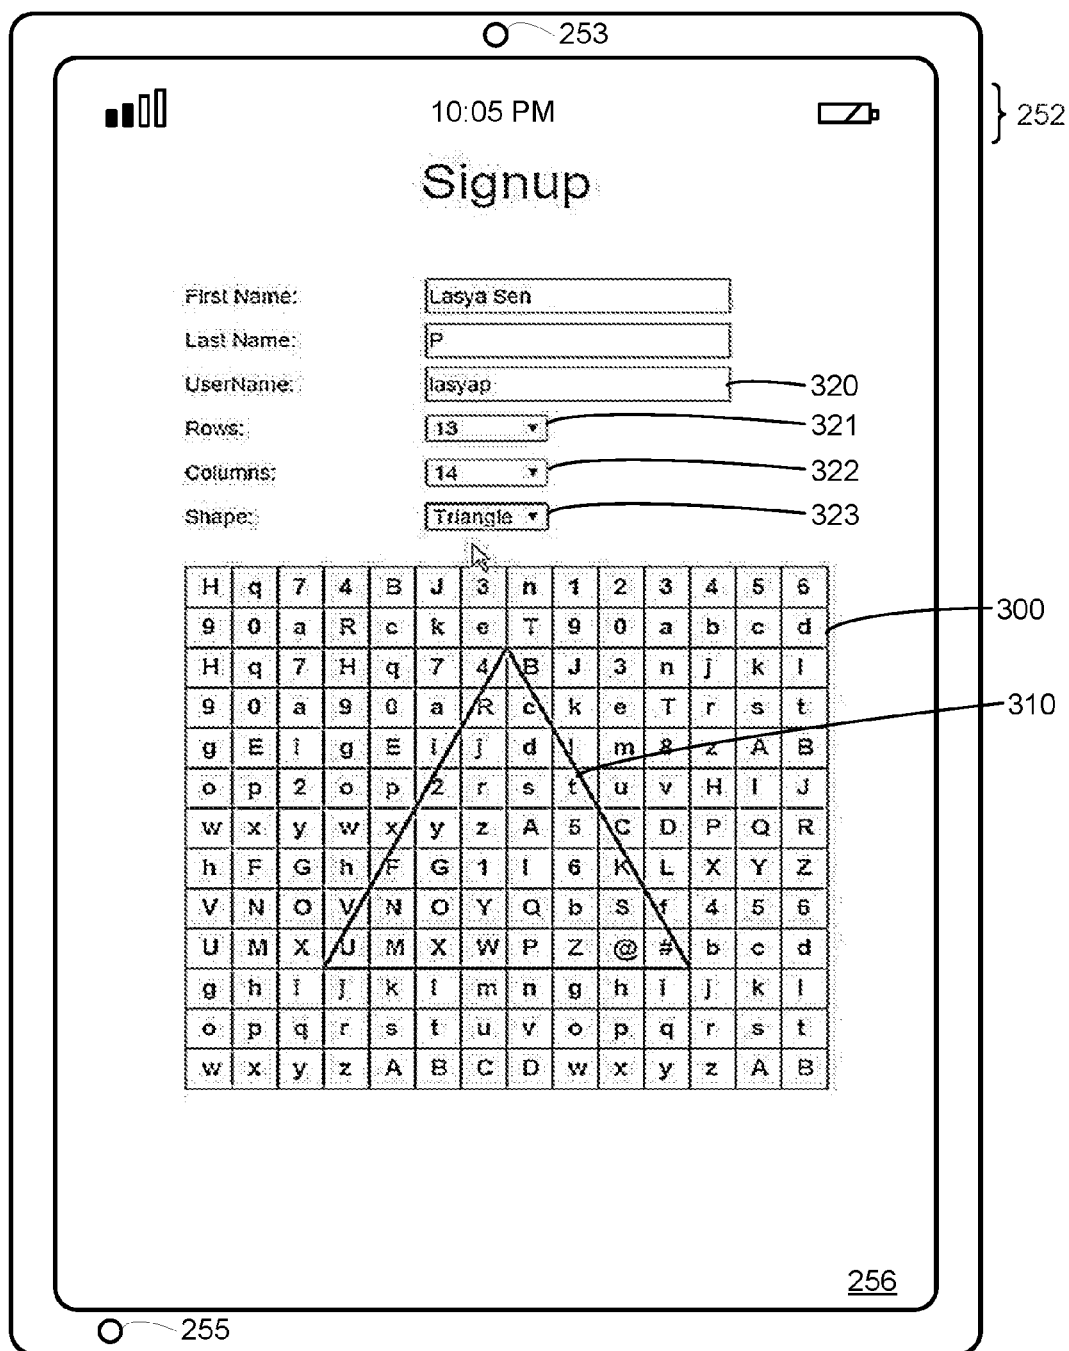 253
10:05 PM
252
Signup
First Name: Lasya Sen
Last Name: P
UserName: lasyap 320
Rows: 13 321
Columns: 14 322
Shape: Triangle 323
H q 7 4 B J 3 n 1 2 3 4 5 6
300
9 0 a R c k e T 9 0 a b c d
H q 7 H q 7 4 B J 3 n j k l
9 0 a 9 0 a R c k e T r s t
310
g E i g E i j d l m 8 z A B
o p 2 o p 2 r s t u v H I J
w x y w x y z A 5 C D P Q R
h F G h F G 1 I 6 K L X Y Z
V N O V N O Y Q b S f 4 5 6
U M X U M X W P Z @ # b c d
g h i j k l m n g h i j k l
o p q r s t u v o p q r s t
w x y z A B C D w x y z A B
256
255